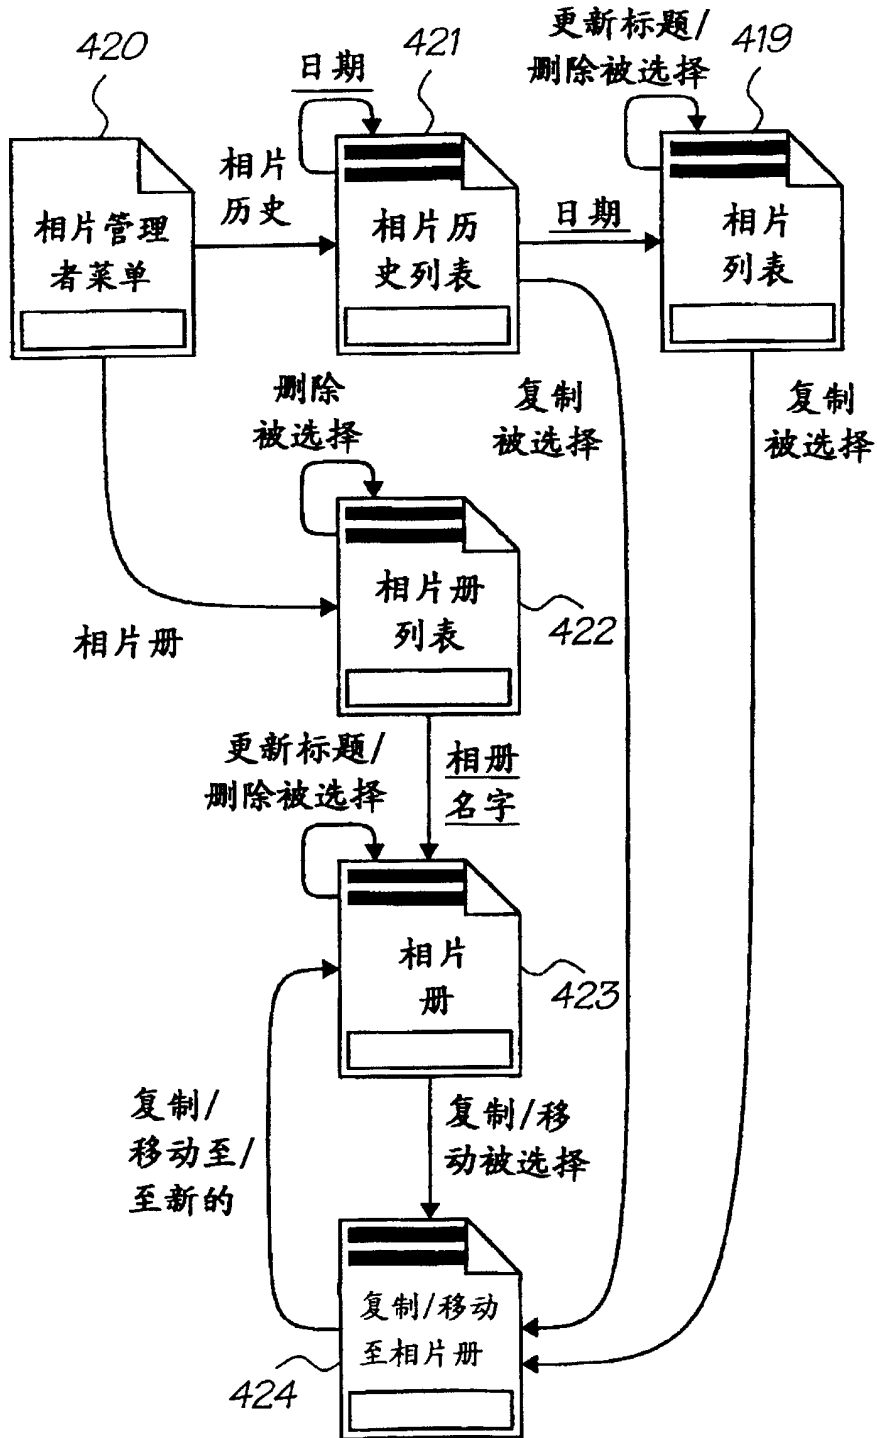 420
421
更新标题/
删除被选择
419
日期
相片
历史
相片管理
者菜单
相片历
史列表
日期
相片
列表
删除
被选择
复制
被选择
复制
被选择
相片册
列表
422
相片册
更新标题/
删除被选择
相册
名字
相片
册
423
复制/
移动至/
至新的
复制/移
动被选择
复制/移动
至相片册
424